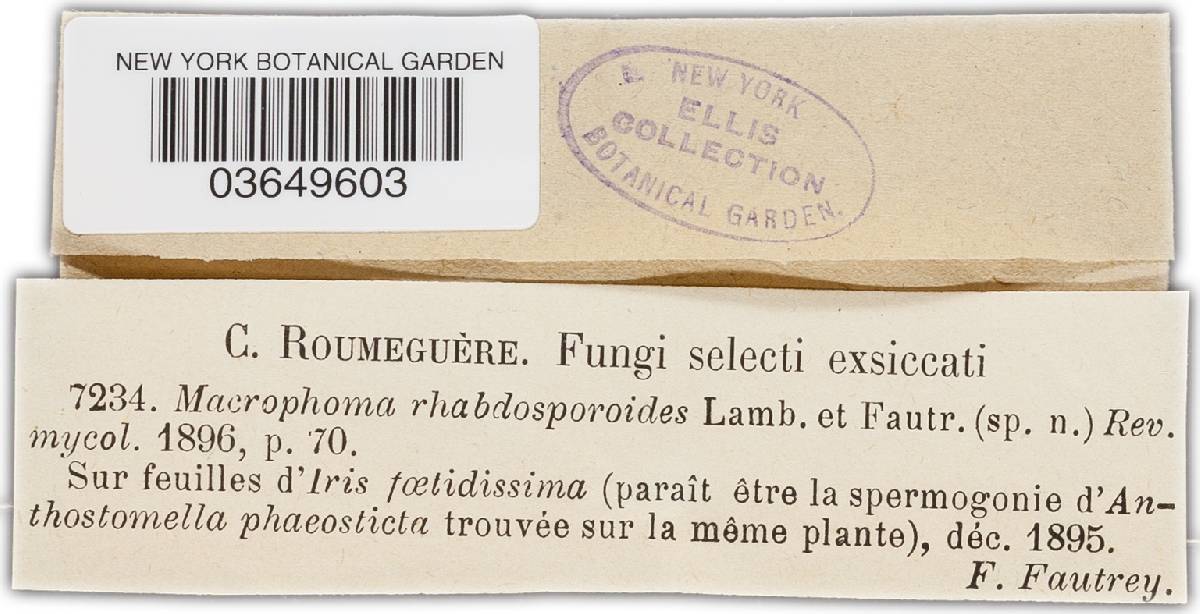 NEW YORK BOTANICAL GARDEN
03649603
NEW YORK
ELLIS
COLLECTION
BOTANICAL GARDEN.
C. ROUMEGUÈRE. Fungi selecti exsiccati
7234. Macrophoma rhabdosporoides Lamb. et Fautr. (sp. n.) Rev.
mycol. 1896, p. 70.
Sur feuilles d'Iris fœtidissima (paraît être la spermogonie d'An-
thostomella phaeosticta trouvée sur la même plante), déc. 1895.
F. Fautrey.